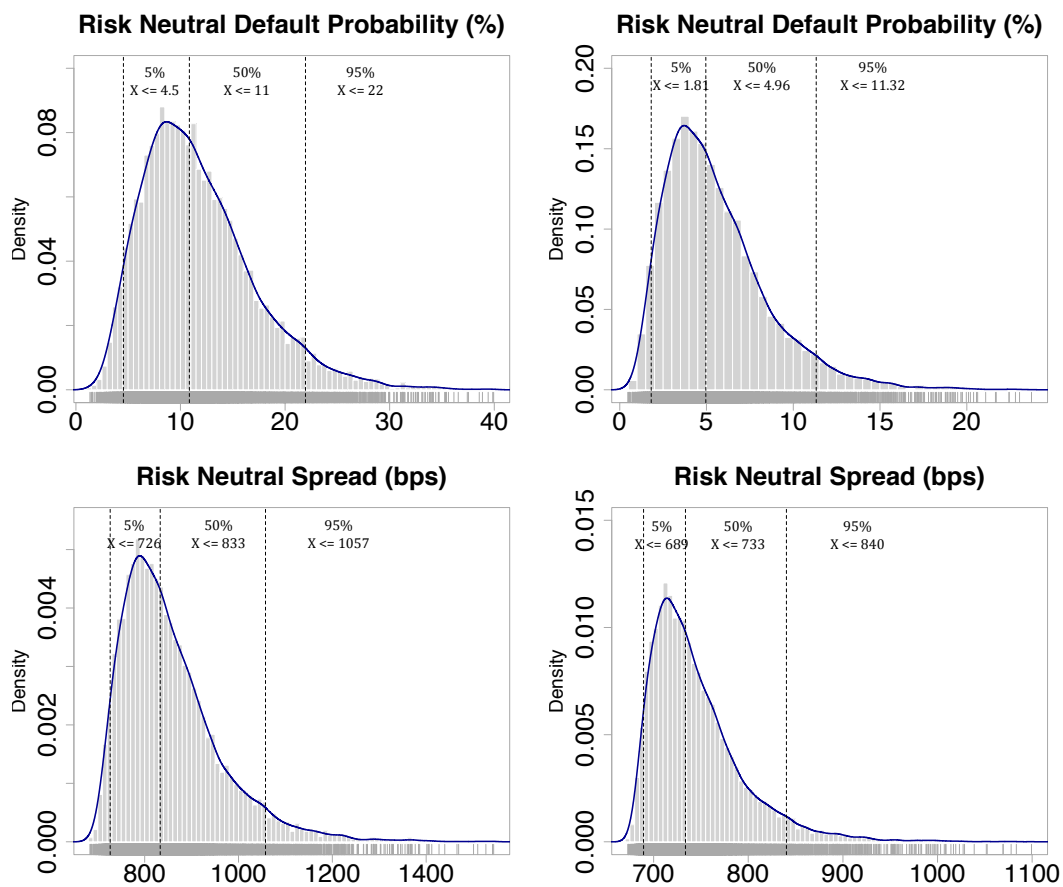 Risk Neutral Default Probability (%)
5% 50% 95%
X <= 4.5 X <= 11 X <= 22
Density
0.00 0.04 0.08
0 10 20 30 40
Risk Neutral Default Probability (%)
5% 50% 95%
X <= 1.81 X <= 4.96 X <= 11.32
Density
0.00 0.05 0.10 0.15 0.20
0 5 10 15 20
Risk Neutral Spread (bps)
5% 50% 95%
X <= 726 X <= 833 X <= 1057
Density
0.000 0.002 0.004
800 1000 1200 1400
Risk Neutral Spread (bps)
5% 50% 95%
X <= 689 X <= 733 X <= 840
Density
0.000 0.005 0.010 0.015
700 800 900 1000 1100